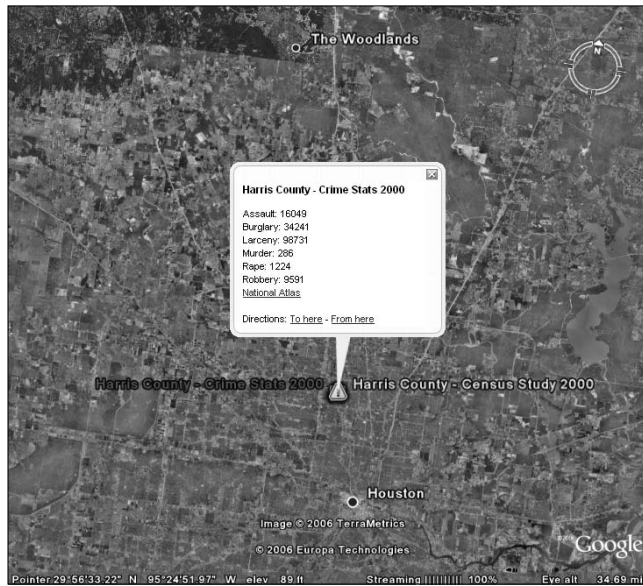 The Woodlands
N
Harris County - Crime Stats 2000
Assault: 16049
Burglary: 34241
Larceny: 98731
Murder: 286
Rape: 1224
Robbery: 9591
National Atlas
Directions: To here - From here
Harris County - Crime Stats 2000
Harris County - Census Study 2000
Houston
Image © 2006 TerraMetrics
© 2006 Europa Technologies
© 2006 Google
Pointer 29°56'33.22" N 95°24'51.97" W elev 89 ft Streaming ||||||||| 100% Eye alt 34.68 mi